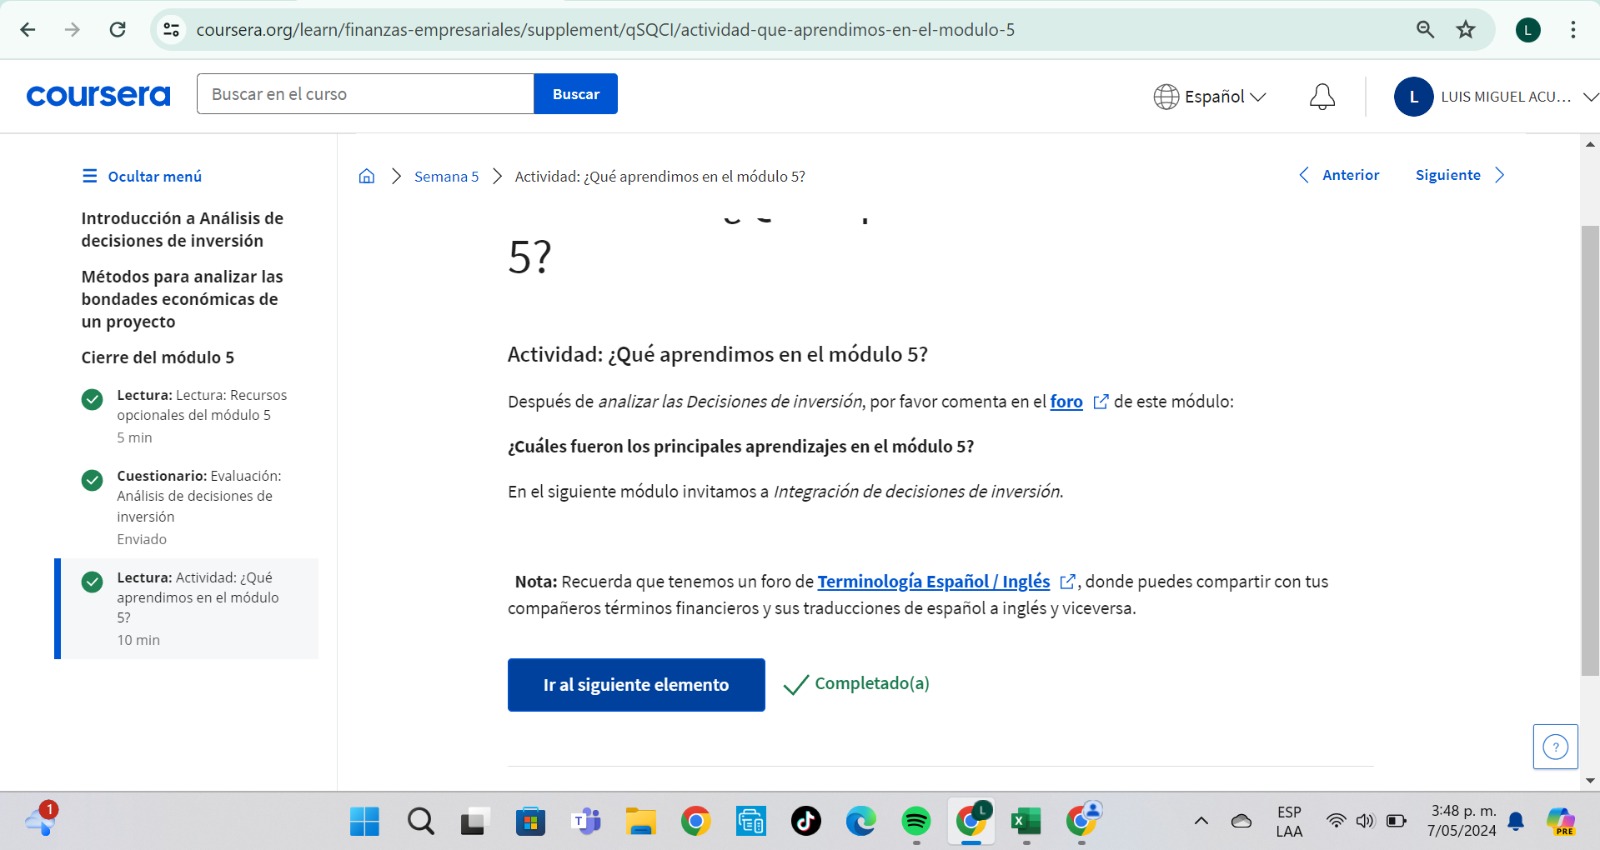 coursera.org/learn/finanzas-empresariales/supplement/qSQCI/actividad-que-aprendimos-en-el-modulo-5
L
coursera
Buscar en el curso
Buscar
Español
L
LUIS MIGUEL ACU...
Ocultar menú
Introducción a Análisis de
decisiones de inversión
Métodos para analizar las
bondades económicas de
un proyecto
Cierre del módulo 5
Lectura: Lectura: Recursos
opcionales del módulo 5
5 min
Cuestionario: Evaluación:
Análisis de decisiones de
inversión
Enviado
Lectura: Actividad: ¿Qué
aprendimos en el módulo
5?
10 min
Semana 5
Actividad: ¿Qué aprendimos en el módulo 5?
Anterior
Siguiente
5?
Actividad: ¿Qué aprendimos en el módulo 5?
Después de analizar las Decisiones de inversión, por favor comenta en el foro de este módulo:
¿Cuáles fueron los principales aprendizajes en el módulo 5?
En el siguiente módulo invitamos a Integración de decisiones de inversión.
Nota: Recuerda que tenemos un foro de Terminología Español / Inglés , donde puedes compartir con tus
compañeros términos financieros y sus traducciones de español a inglés y viceversa.
Ir al siguiente elemento
Completado(a)
?
1
T
L
X
ESP
LAA
3:48 p. m.
7/05/2024
PRE